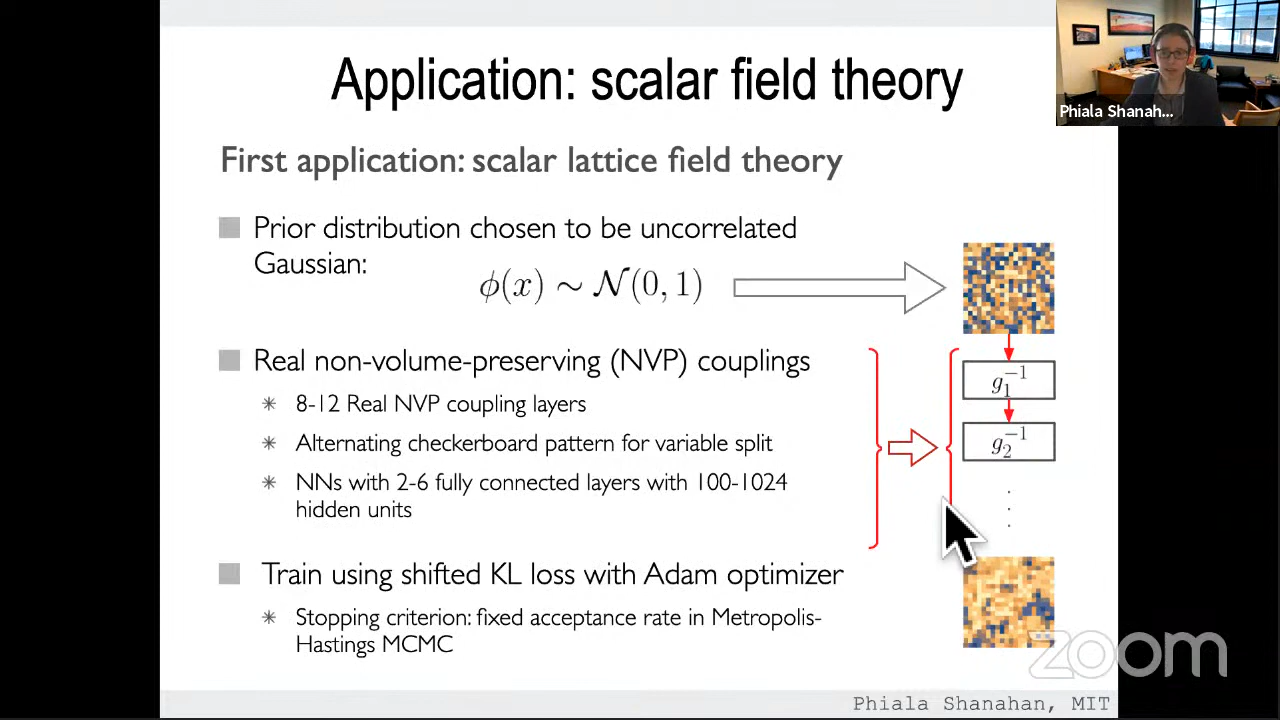 Application: scalar field theory
Phiala Shanah...
First application: scalar lattice field theory
Prior distribution chosen to be uncorrelated
Gaussian:
ϕ(x) ∼ 𝒩(0, 1)
Real non-volume-preserving (NVP) couplings
g₁⁻¹
8-12 Real NVP coupling layers
Alternating checkerboard pattern for variable split
g₂⁻¹
NNs with 2-6 fully connected layers with 100-1024
hidden units
Train using shifted KL loss with Adam optimizer
Stopping criterion: fixed acceptance rate in Metropolis-
Hastings MCMC
zoom
Phiala Shanahan, MIT